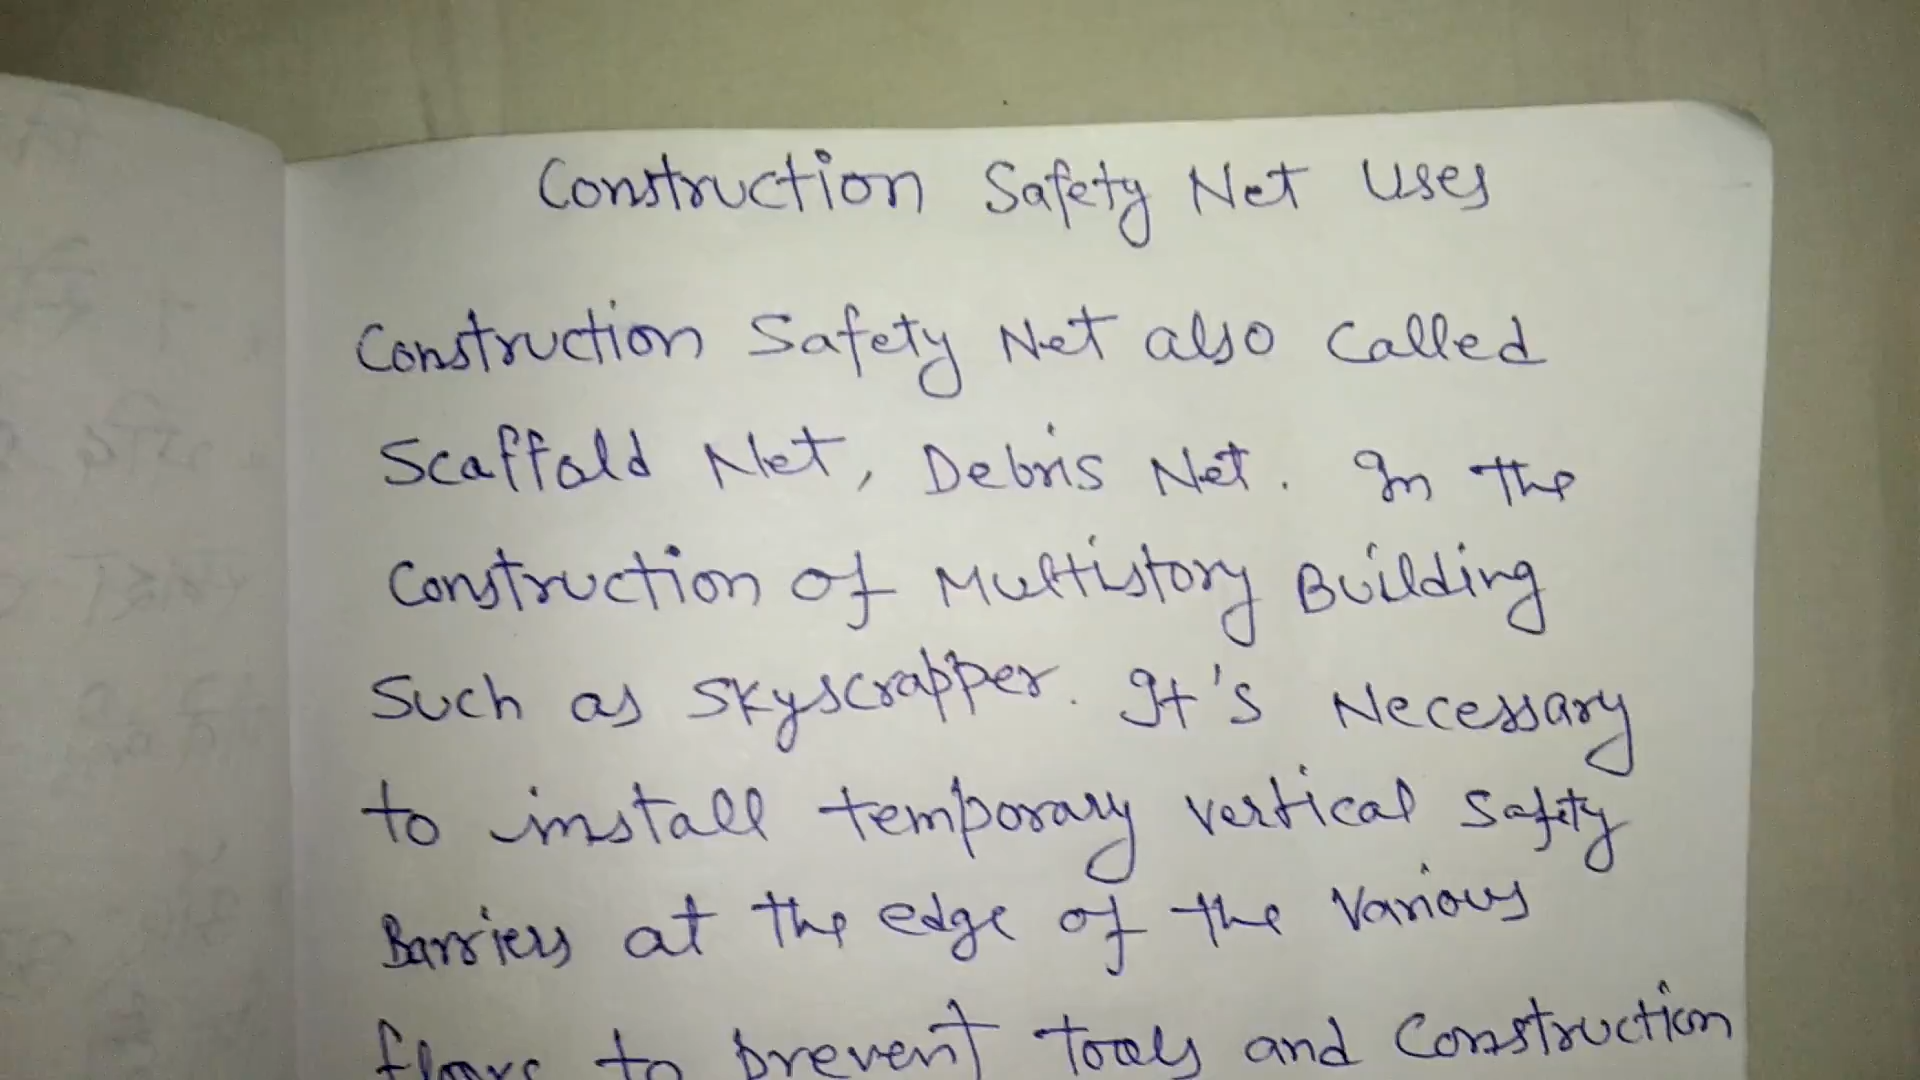 Construction Safety Net Uses
Construction Safety Net also called
Scaffold Net, Debris Net. In the
Construction of Multistory Building
Such as Skyscrapper. It's Necessary
to install temporary vertical Safety
Barriers at the edge of the Various
floors to prevent Tools and Construction